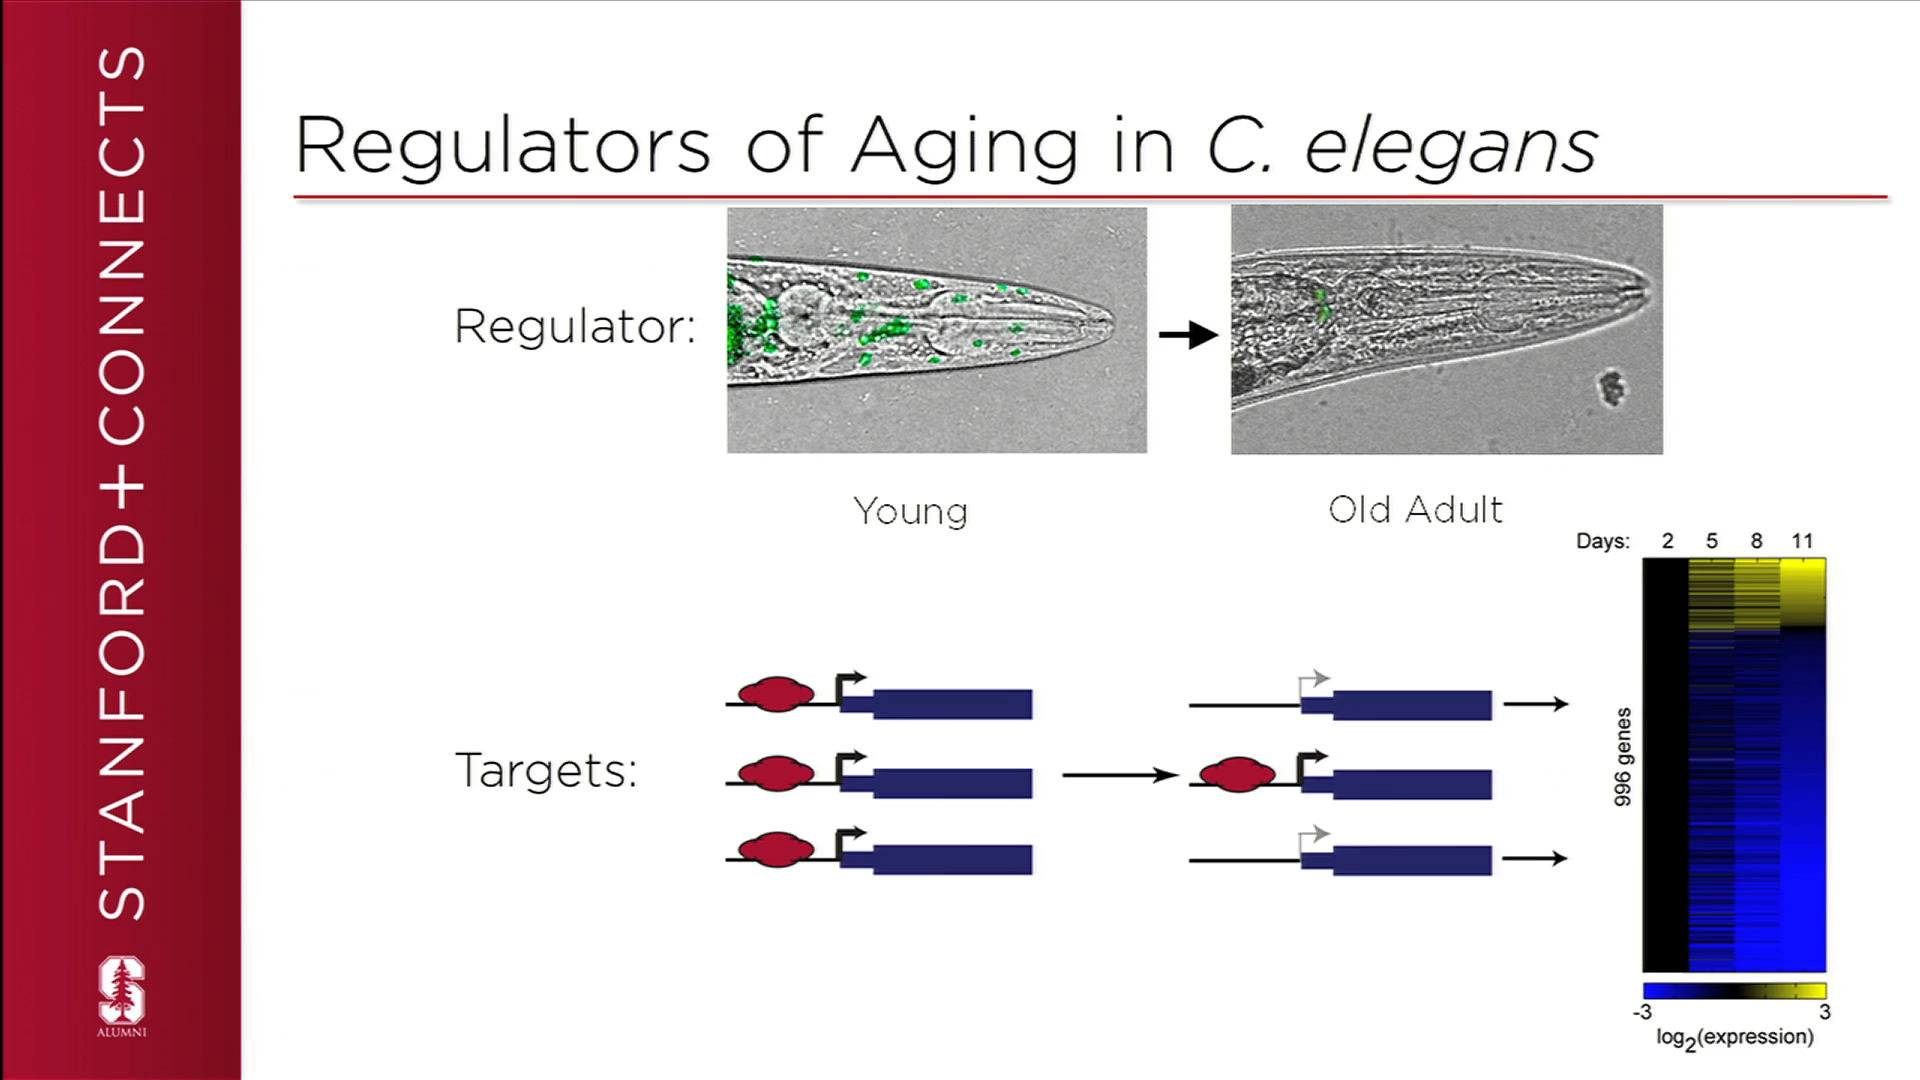 STANFORD+CONNECTS
ALUMNI
Regulators of Aging in C. elegans
Regulator:
Young
Old Adult
Targets:
Days: 2 5 8 11
996 genes
-3 3
log2(expression)